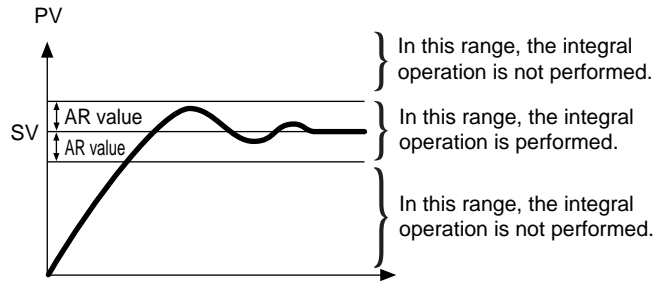 PV
In this range, the integral
operation is not performed.
AR value
SV
AR value
In this range, the integral
operation is performed.
In this range, the integral
operation is not performed.